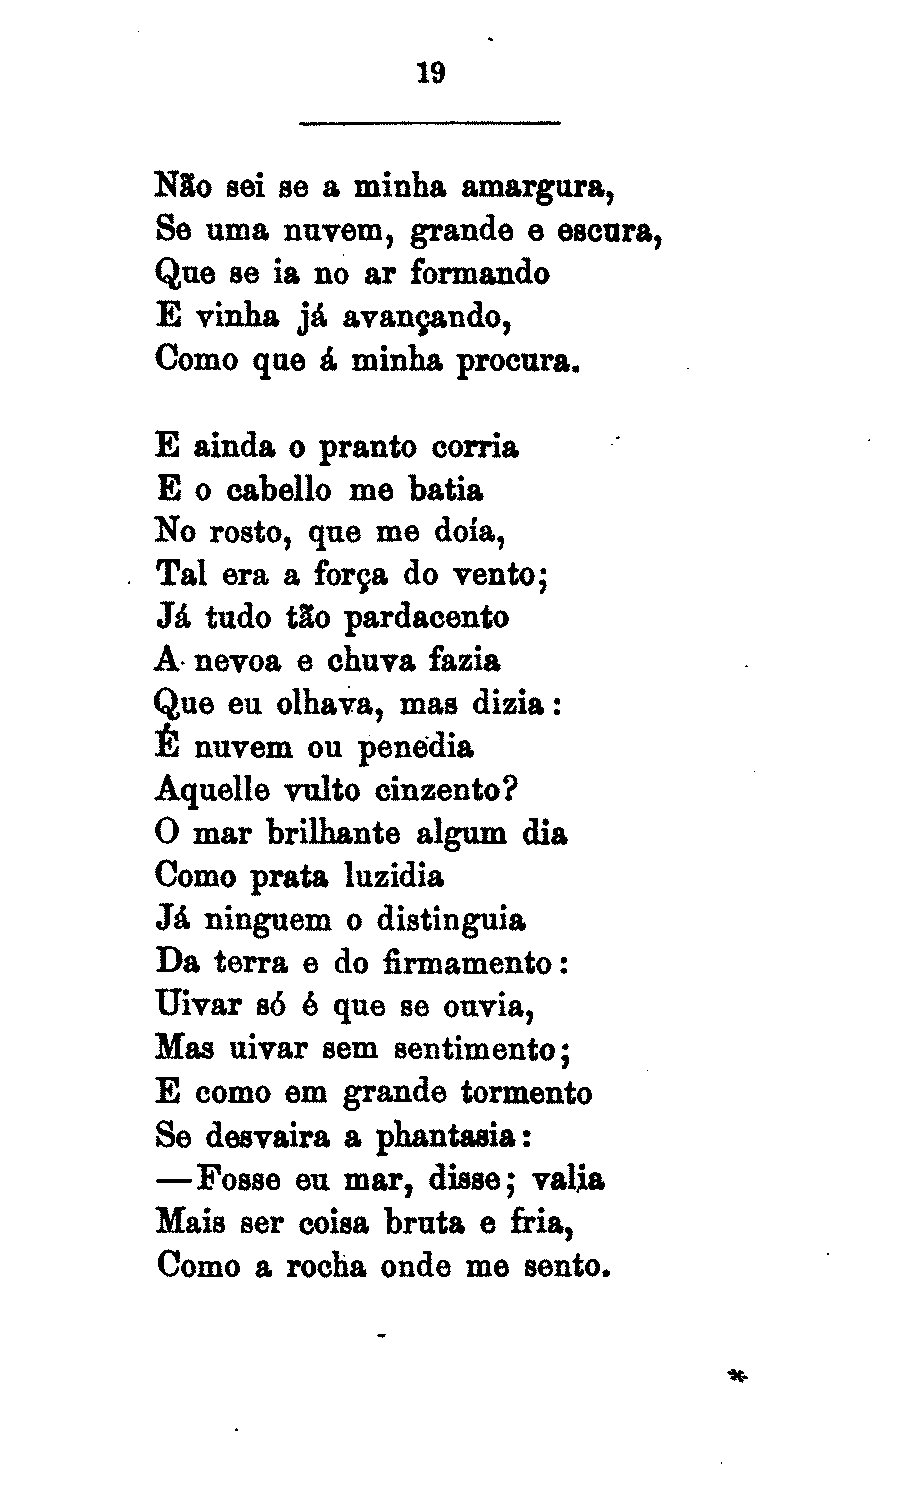 19
Não sei se a minha amargura,
Se uma nuvem, grande e escura,
Que se ia no ar formando
E vinha já avançando,
Como que á minha procura.
E ainda o pranto corria
E o cabello me batia
No rosto, que me doía,
Tal era a força do vento;
Já tudo tão pardacento
A nevoa e chuva fazia
Que eu olhava, mas dizia:
É nuvem ou penedia
Aquelle vulto cinzento?
O mar brilhante algum dia
Como prata luzidia
Já ninguem o distinguia
Da terra e do firmamento:
Uivar só é que se ouvia,
Mas uivar sem sentimento;
E como em grande tormento
Se desvaira a phantasia:
—Fosse eu mar, disse; valia
Mais ser coisa bruta e fria,
Como a rocha onde me sento.
*